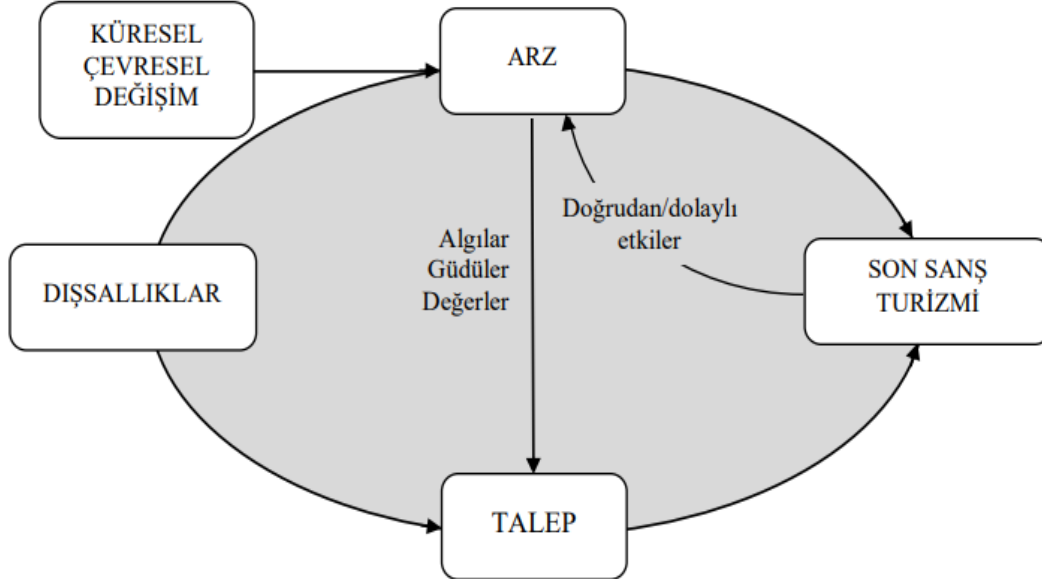 KÜRESEL
ÇEVRESEL
DEĞİŞİM
ARZ
Doğrudan/dolaylı
etkiler
Algılar
Güdüler
Değerler
DIŞSALLIKLAR
SON SANŞ
TURİZMİ
TALEP